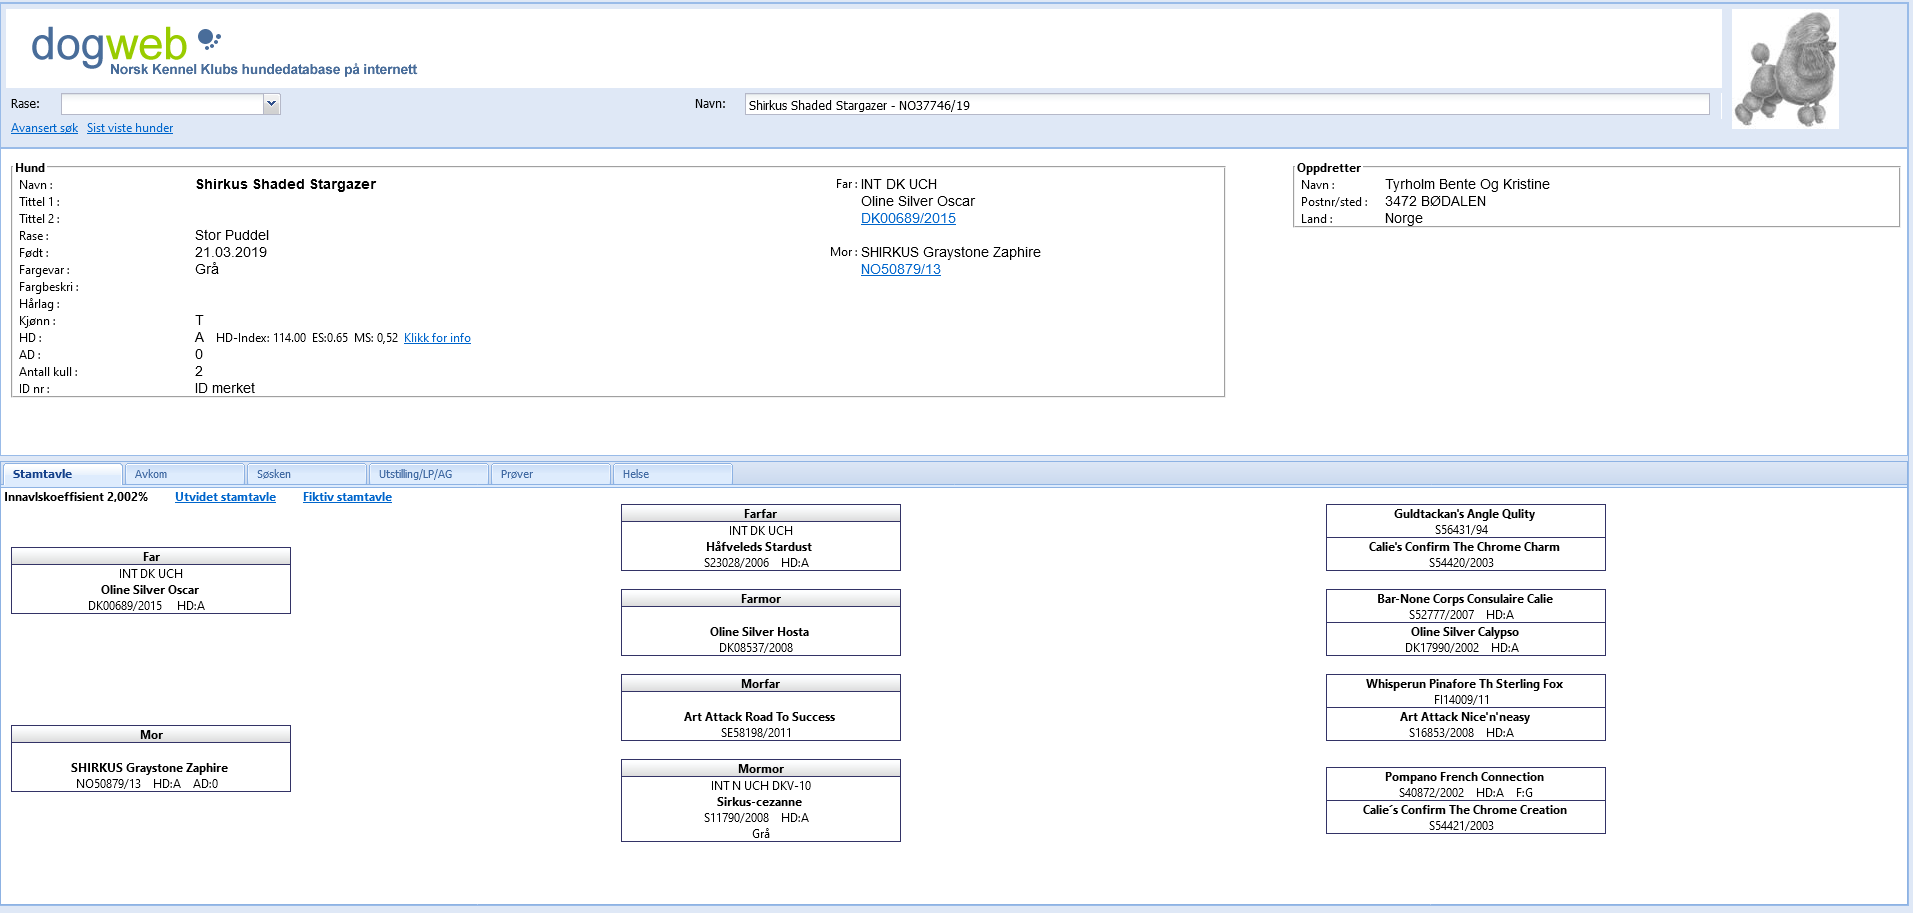 dogweb
Norsk Kennel Klubs hundedatabase på internett
Rase:
Navn: Shirkus Shaded Stargazer - NO37746/19
Avansert søk Sist viste hunder
Hund
Navn : Shirkus Shaded Stargazer
Tittel 1 :
Tittel 2 :
Rase : Stor Puddel
Født : 21.03.2019
Fargevar : Grå
Fargbeskri :
Hårlag :
Kjønn : T
HD : A HD-Index: 114.00 ES:0.65 MS: 0,52 Klikk for info
AD : 0
Antall kull : 2
ID nr : ID merket
Far : INT DK UCH
Oline Silver Oscar
DK00689/2015
Mor : SHIRKUS Graystone Zaphire
NO50879/13
Oppdretter
Navn : Tyrholm Bente Og Kristine
Postnr/sted : 3472 BØDALEN
Land : Norge
Stamtavle Avkom Søsken Utstilling/LP/AG Prøver Helse
Innavlskoeffisient 2,002% Utvidet stamtavle Fiktiv stamtavle
Far
INT DK UCH
Oline Silver Oscar
DK00689/2015 HD:A
Mor
SHIRKUS Graystone Zaphire
NO50879/13 HD:A AD:0
Farfar
INT DK UCH
Håfveleds Stardust
S23028/2006 HD:A
Farmor
Oline Silver Hosta
DK08537/2008
Morfar
Art Attack Road To Success
SE58198/2011
Mormor
INT N UCH DKV-10
Sirkus-cezanne
S11790/2008 HD:A
Grå
Guldtackan's Angle Qulity
S56431/94
Calie's Confirm The Chrome Charm
S54420/2003
Bar-None Corps Consulaire Calie
S52777/2007 HD:A
Oline Silver Calypso
DK17990/2002 HD:A
Whisperun Pinafore Th Sterling Fox
FI14009/11
Art Attack Nice'n'neasy
S16853/2008 HD:A
Pompano French Connection
S40872/2002 HD:A F:G
Calie´s Confirm The Chrome Creation
S54421/2003